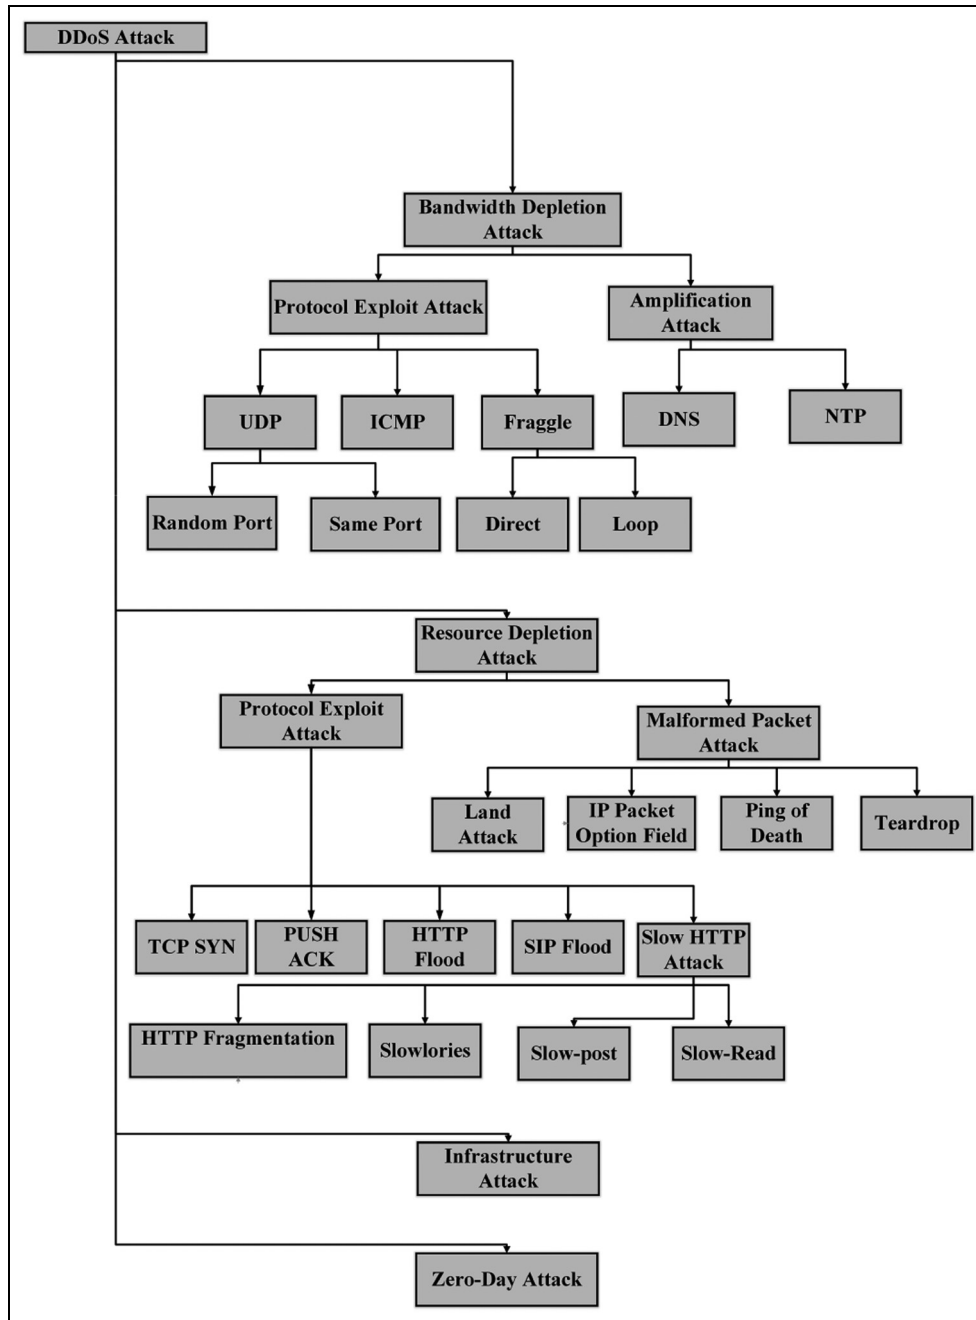 DDoS Attack
Bandwidth Depletion
Attack
Protocol Exploit Attack
Amplification
Attack
UDP
ICMP
Fraggle
DNS
NTP
Random Port
Same Port
Direct
Loop
Resource Depletion
Attack
Protocol Exploit
Attack
Malformed Packet
Attack
Land
Attack
IP Packet
Option Field
Ping of
Death
Teardrop
TCP SYN
PUSH
ACK
HTTP
Flood
SIP Flood
Slow HTTP
Attack
HTTP Fragmentation
Slowlories
Slow-post
Slow-Read
Infrastructure
Attack
Zero-Day Attack